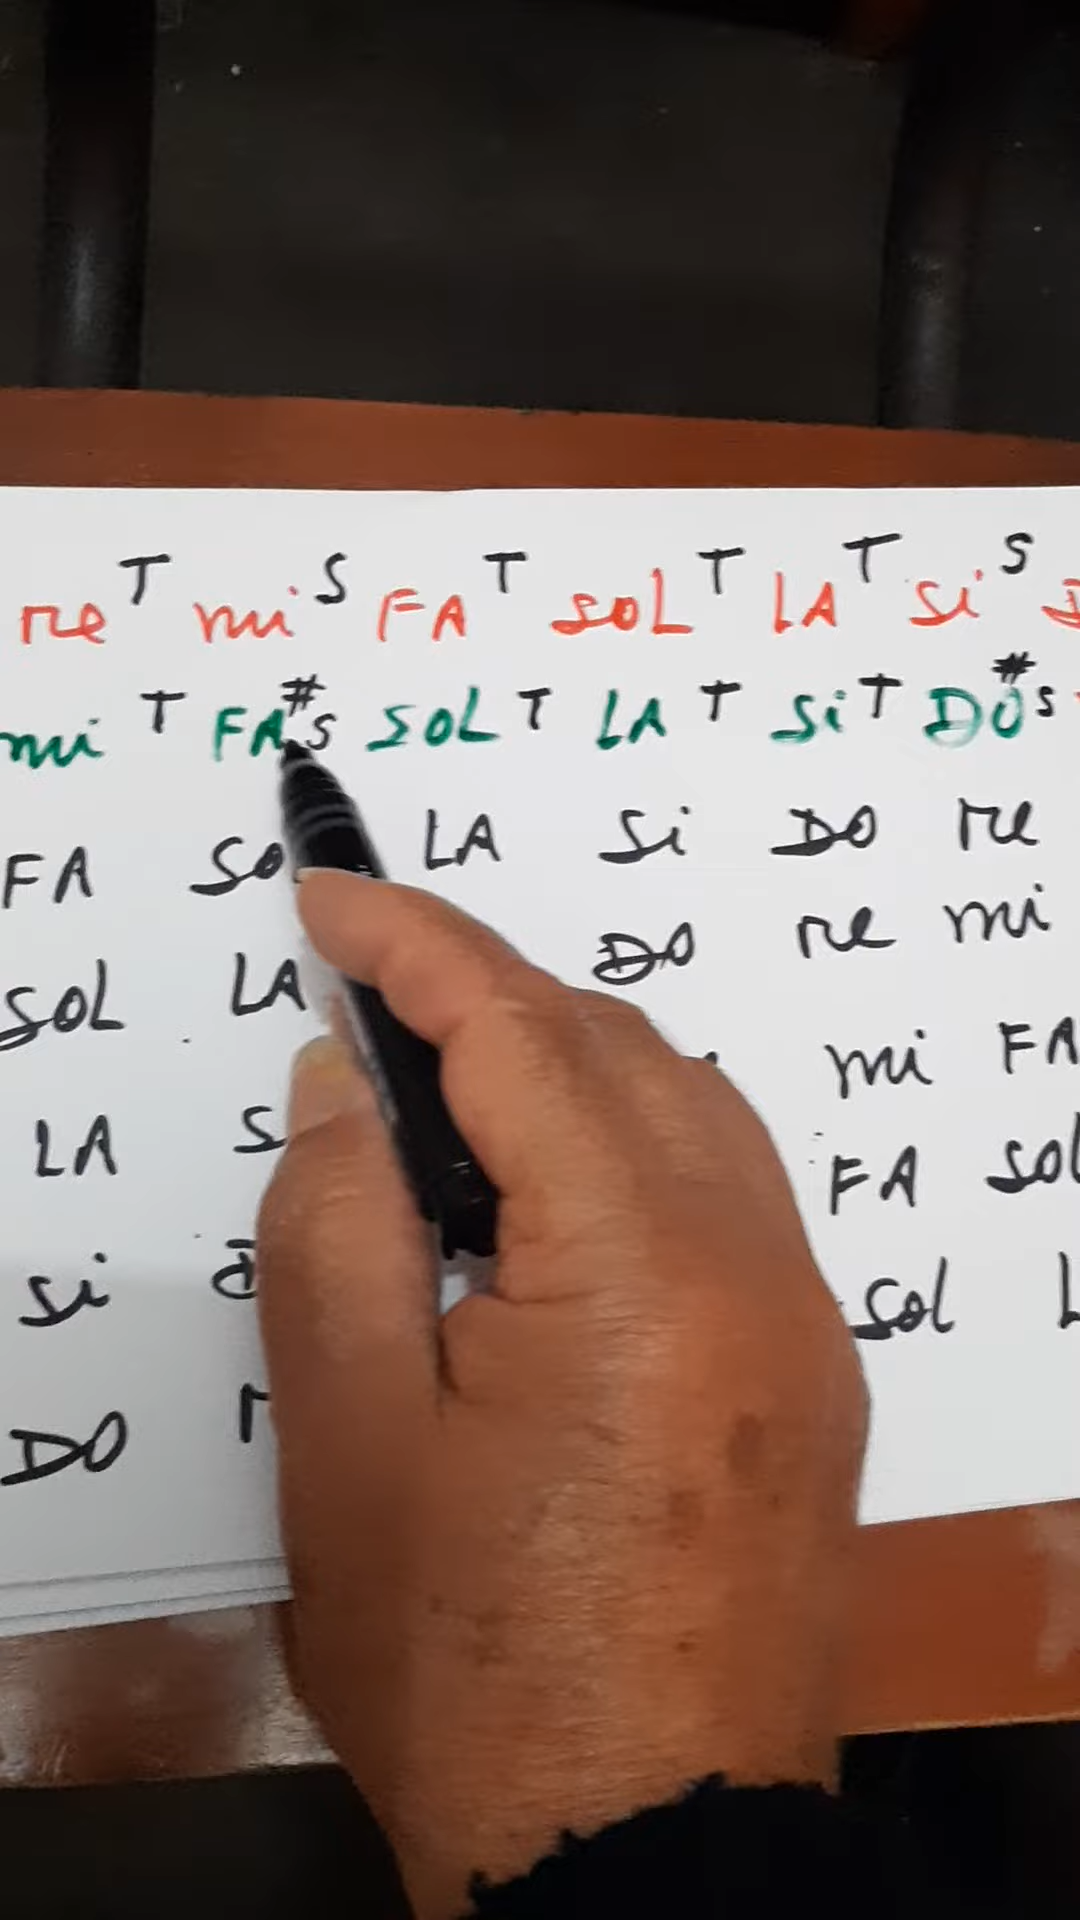 re T mi S FA T SOL T LA T Si S
mi T FA# S SOL T LA T Si T DO# S
FA LA Si DO re
SOL LA DO re mi
LA mi FA
Si FA SOL
DO SOL